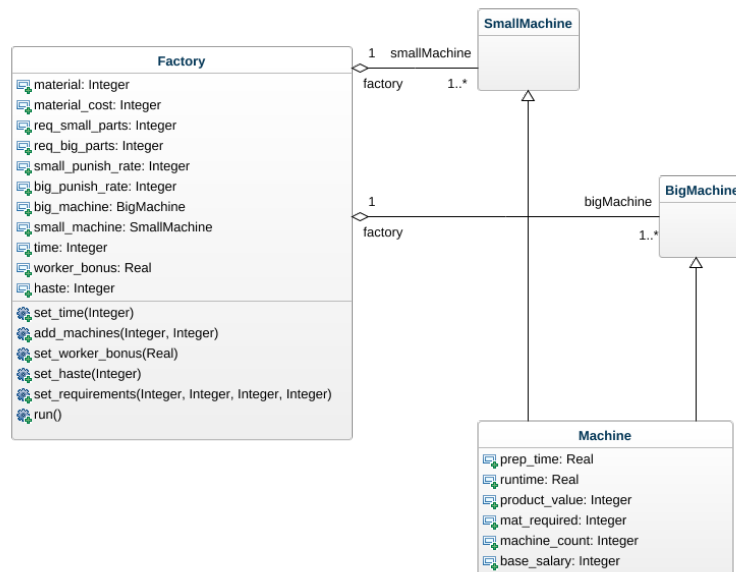 SmallMachine
Factory
material: Integer
material_cost: Integer
req_small_parts: Integer
req_big_parts: Integer
small_punish_rate: Integer
big_punish_rate: Integer
big_machine: BigMachine
small_machine: SmallMachine
time: Integer
worker_bonus: Real
haste: Integer
set_time(Integer)
add_machines(Integer, Integer)
set_worker_bonus(Real)
set_haste(Integer)
set_requirements(Integer, Integer, Integer, Integer)
run()
1 smallMachine
factory 1..*
1 bigMachine
factory 1..*
BigMachine
Machine
prep_time: Real
runtime: Real
product_value: Integer
mat_required: Integer
machine_count: Integer
base_salary: Integer